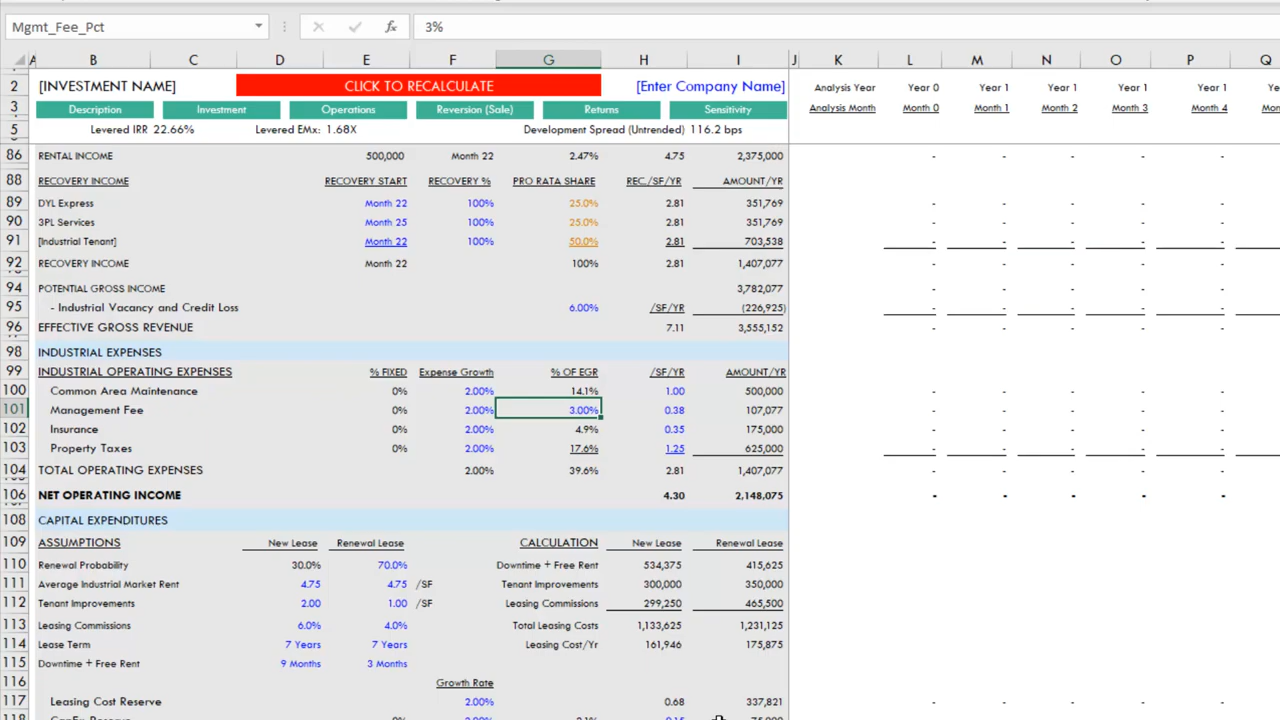 Mgmt_Fee_Pct fx 3%
A B C D E F G H I J K L M N O P Q
2 [INVESTMENT NAME] CLICK TO RECALCULATE [Enter Company Name] Analysis Year Year 0 Year 1 Year 1 Year 1 Year 1
3 Description Investment Operations Reversion (Sale) Returns Sensitivity Analysis Month Month 0 Month 1 Month 2 Month 3 Month 4
5 Levered IRR 22.66% Levered EMx: 1.68X Development Spread (Untrended) 116.2 bps
86 RENTAL INCOME 500,000 Month 22 2.47% 4.75 2,375,000 - - - - -
88 RECOVERY INCOME RECOVERY START RECOVERY % PRO RATA SHARE REC./SF/YR AMOUNT/YR
89 DYL Express Month 22 100% 25.0% 2.81 351,769 - - - - -
90 3PL Services Month 25 100% 25.0% 2.81 351,769 - - - - -
91 [Industrial Tenant] Month 22 100% 50.0% 2.81 703,538 - - - - -
92 RECOVERY INCOME Month 22 100% 2.81 1,407,077 - - - - -
94 POTENTIAL GROSS INCOME 3,782,077 - - - - -
95 - Industrial Vacancy and Credit Loss 6.00% /SF/YR (226,925) - - - - -
96 EFFECTIVE GROSS REVENUE 7.11 3,555,152 - - - - -
98 INDUSTRIAL EXPENSES
99 INDUSTRIAL OPERATING EXPENSES % FIXED Expense Growth % OF EGR /SF/YR AMOUNT/YR
100 Common Area Maintenance 0% 2.00% 14.1% 1.00 500,000 - - - - -
101 Management Fee 0% 2.00% 3.00% 0.38 107,077 - - - - -
102 Insurance 0% 2.00% 4.9% 0.35 175,000 - - - - -
103 Property Taxes 0% 2.00% 17.6% 1.25 625,000 - - - - -
104 TOTAL OPERATING EXPENSES 2.00% 39.6% 2.81 1,407,077 - - - - -
106 NET OPERATING INCOME 4.30 2,148,075 - - - - -
108 CAPITAL EXPENDITURES
109 ASSUMPTIONS New Lease Renewal Lease CALCULATION New Lease Renewal Lease
110 Renewal Probability 30.0% 70.0% Downtime + Free Rent 534,375 415,625
111 Average Industrial Market Rent 4.75 4.75 /SF Tenant Improvements 300,000 350,000
112 Tenant Improvements 2.00 1.00 /SF Leasing Commissions 299,250 465,500
113 Leasing Commissions 6.0% 4.0% Total Leasing Costs 1,133,625 1,231,125
114 Lease Term 7 Years 7 Years Leasing Cost/Yr 161,946 175,875
115 Downtime + Free Rent 9 Months 3 Months
116 Growth Rate
117 Leasing Cost Reserve 2.00% 0.68 337,821 - - - - -